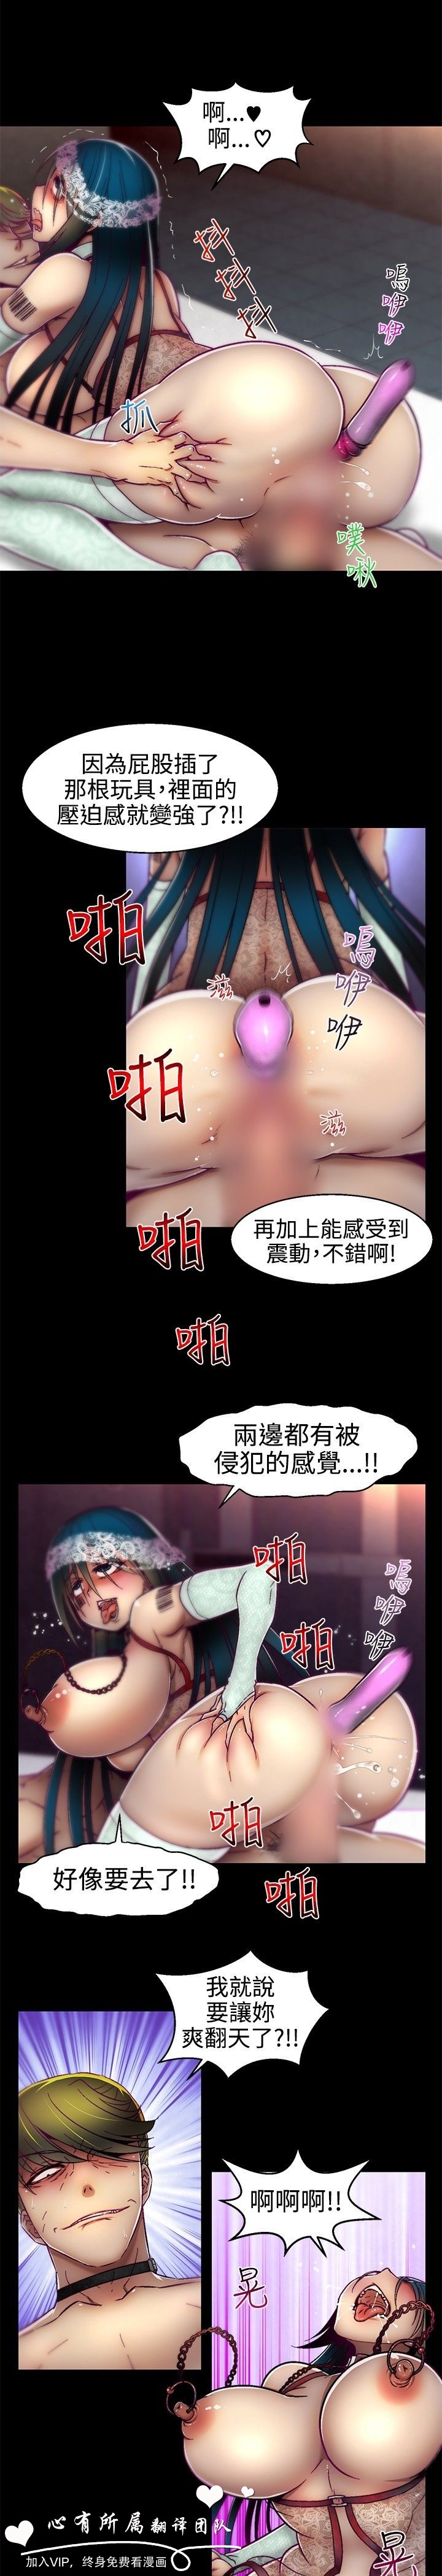 啊...♥
啊...♡
抖
抖
抖
嗚
咿
咿
抓
噗
啾
因為屁股插了
那根玩具，裡面的
壓迫感就變強了?!!
啪
嗚
咿
咿
滋
啪
滋
啪
再加上能感受到
震動，不錯啊!
啪
兩邊都有被
侵犯的感覺...!!
啪
嗚
咿
咿
啪
啪
好像要去了!!
啪
我就說
要讓妳
爽翻天了?!!
啊啊啊!!
晃
心有所属翻译团队
加入VIP，终身免费看漫画